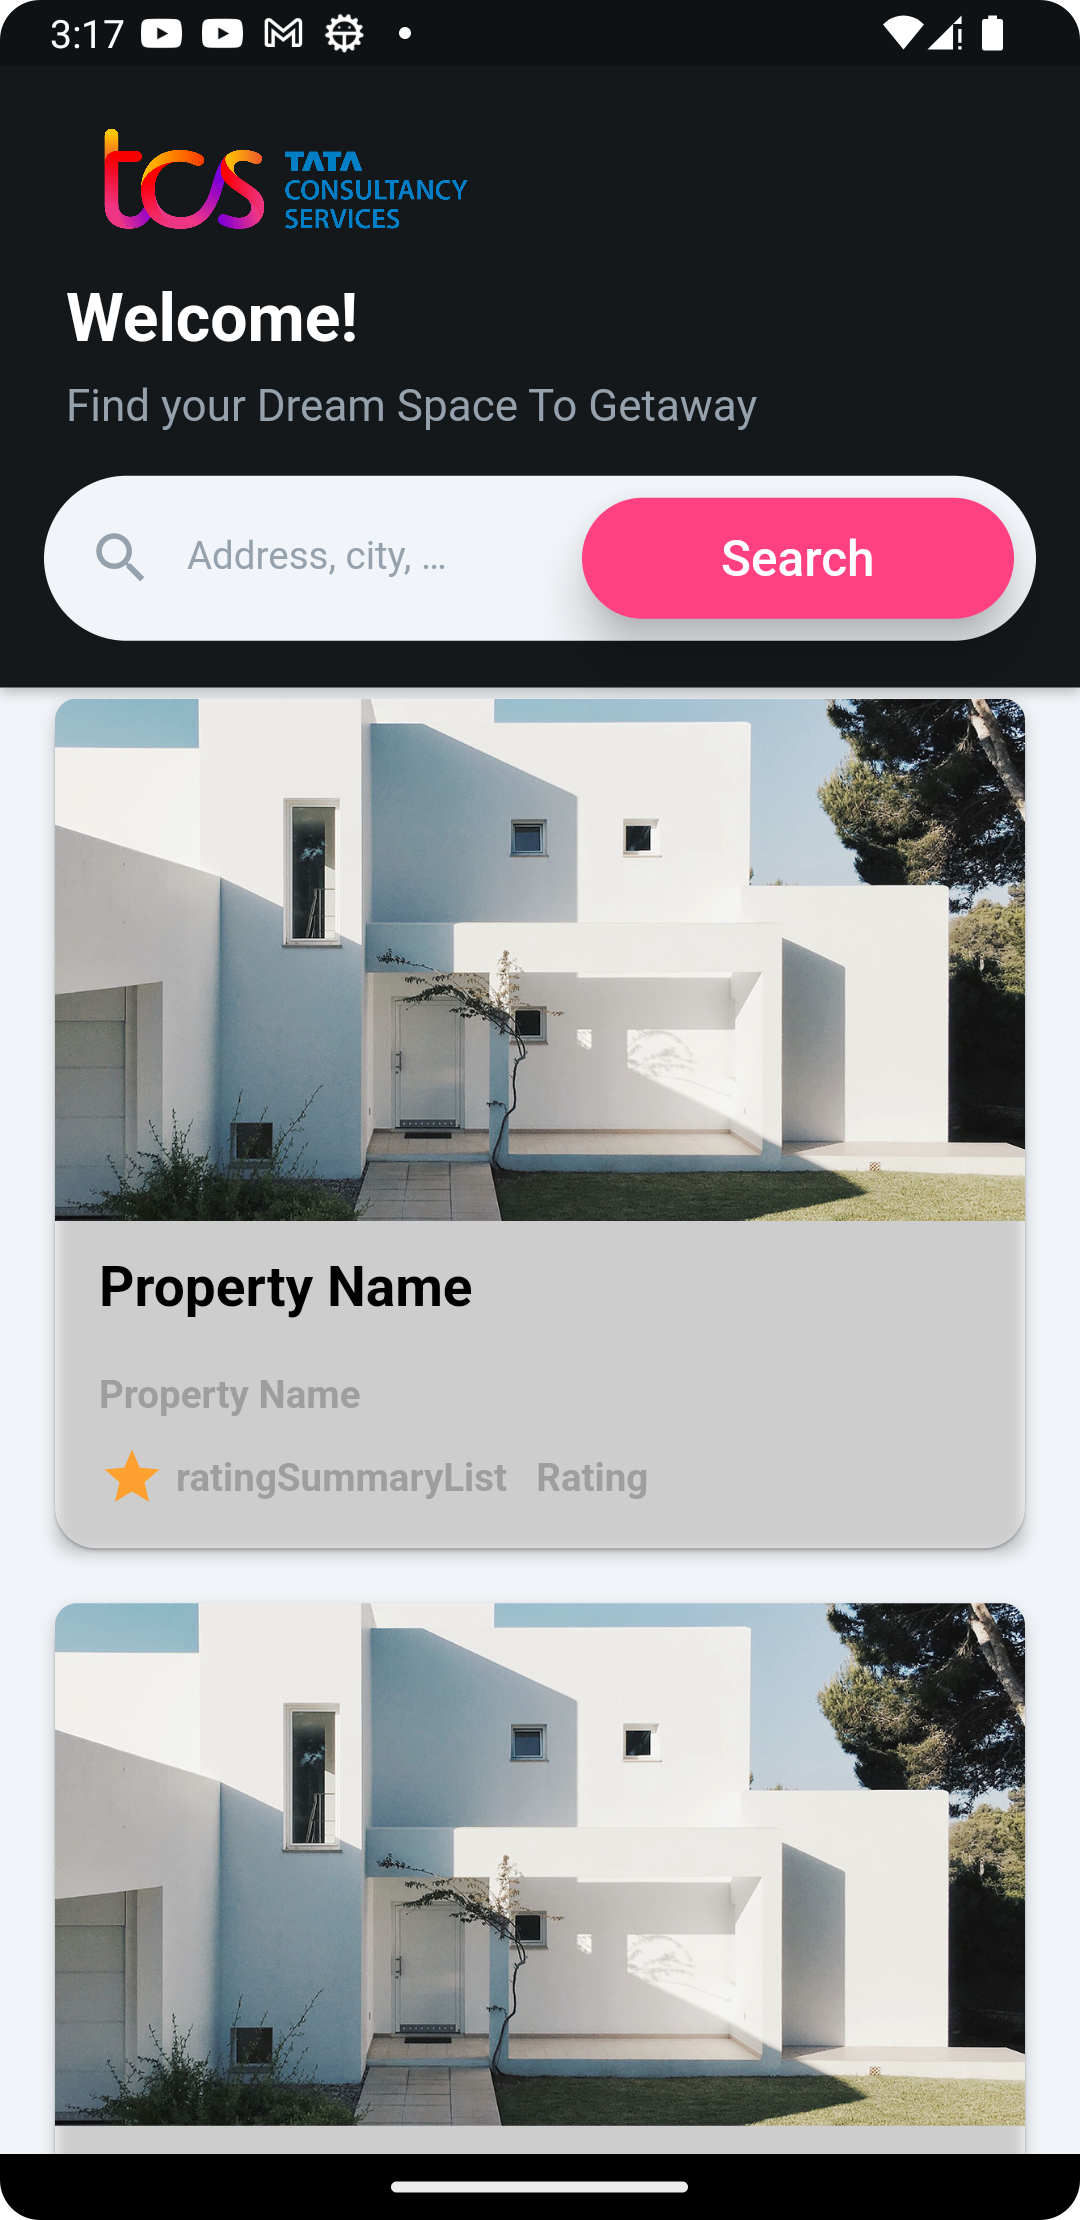 3:17
tcs TATA
CONSULTANCY
SERVICES
Welcome!
Find your Dream Space To Getaway
Address, city, ...
Search
Property Name
Property Name
ratingSummaryList Rating